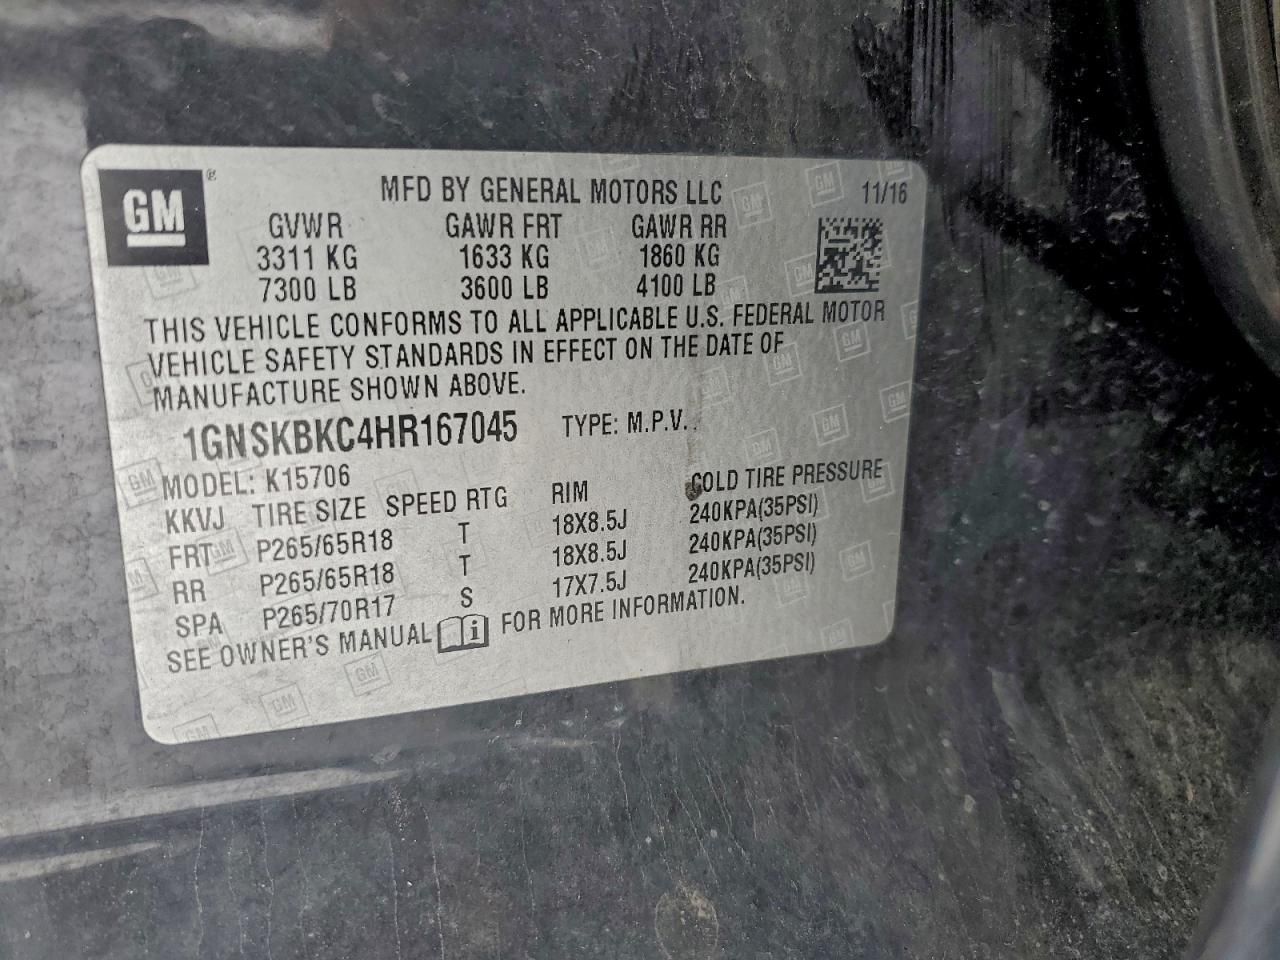 GM ® MFD BY GENERAL MOTORS LLC 11/16
GVWR GAWR FRT GAWR RR
3311 KG 1633 KG 1860 KG
7300 LB 3600 LB 4100 LB
THIS VEHICLE CONFORMS TO ALL APPLICABLE U.S. FEDERAL MOTOR
VEHICLE SAFETY STANDARDS IN EFFECT ON THE DATE OF
MANUFACTURE SHOWN ABOVE.
1GNSKBKC4HR167045 TYPE: M.P.V.
MODEL: K15706
KKVJ TIRE SIZE SPEED RTG RIM COLD TIRE PRESSURE
FRT P265/65R18 T 18X8.5J 240KPA(35PSI)
RR P265/65R18 T 18X8.5J 240KPA(35PSI)
SPA P265/70R17 S 17X7.5J 240KPA(35PSI)
SEE OWNER'S MANUAL i FOR MORE INFORMATION.